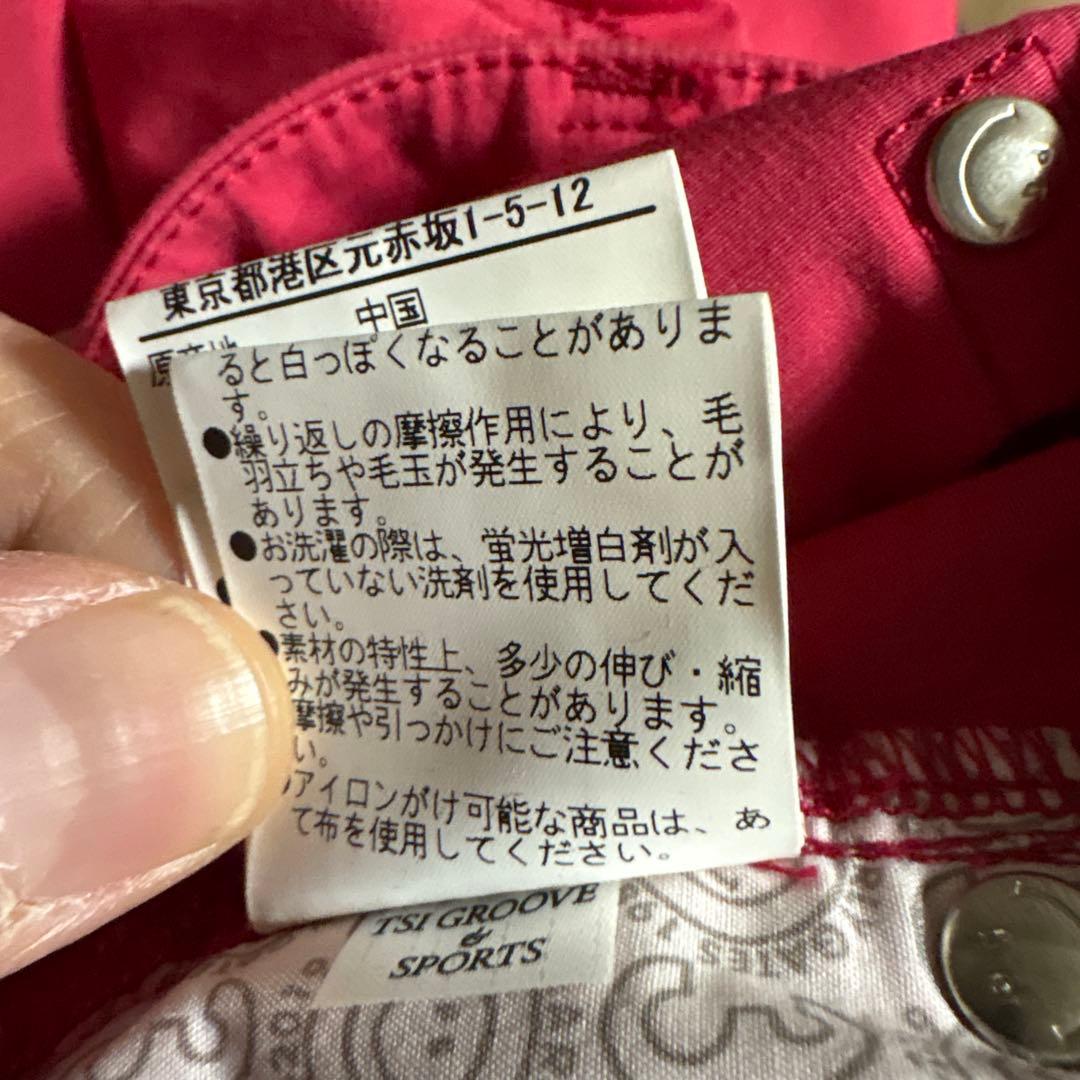 東京都港区元赤坂1-5-12
中国
原産地
ると白っぽくなることがありま
す。
●繰り返しの摩擦作用により、毛
羽立ちや毛玉が発生することが
あります。
●お洗濯の際は、蛍光増白剤が入
っていない洗剤を使用してくだ
さい。
●素材の特性上、多少の伸び・縮
みが発生することがあります。
摩擦や引っかけにご注意くださ
い。
アイロンがけ可能な商品は、あ
て布を使用してください。
TSI GROOVE
&
SPORTS
GATES